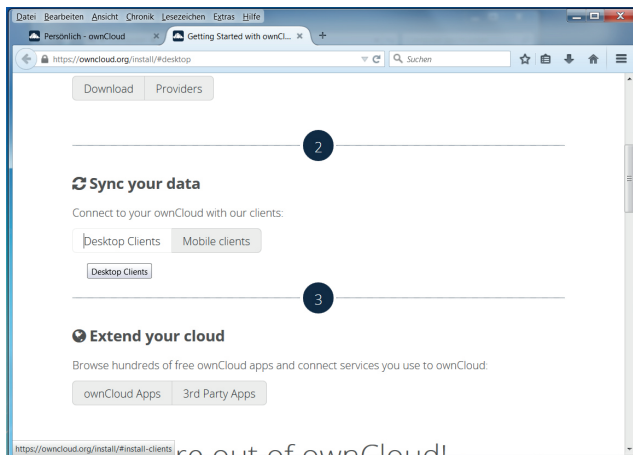 Datei Bearbeiten Ansicht Chronik Lesezeichen Extras Hilfe
Persönlich - ownCloud × Getting Started with ownCl... × +
https://owncloud.org/install/#desktop Suchen
Download Providers
2
Sync your data
Connect to your ownCloud with our clients:
Desktop Clients Mobile clients
Desktop Clients
3
Extend your cloud
Browse hundreds of free ownCloud apps and connect services you use to ownCloud:
ownCloud Apps 3rd Party Apps
https://owncloud.org/install/#install-clients re out of ownCloud!